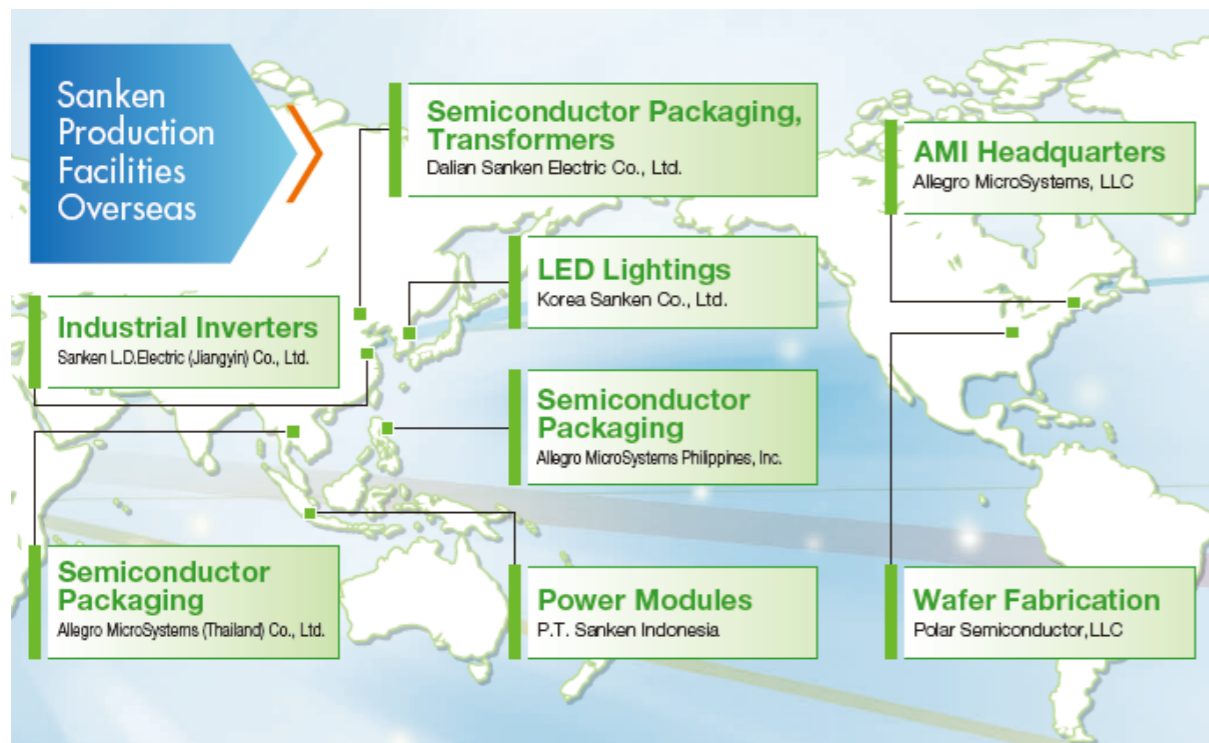 Sanken
Production
Facilities
Overseas
Semiconductor Packaging,
Transformers
Dalian Sanken Electric Co., Ltd.
AMI Headquarters
Allegro MicroSystems, LLC
LED Lightings
Korea Sanken Co., Ltd.
Industrial Inverters
Sanken L.D.Electric (Jiangyin) Co., Ltd.
Semiconductor
Packaging
Allegro MicroSystems Philippines, Inc.
Semiconductor
Packaging
Allegro MicroSystems (Thailand) Co., Ltd.
Power Modules
P.T. Sanken Indonesia
Wafer Fabrication
Polar Semiconductor,LLC